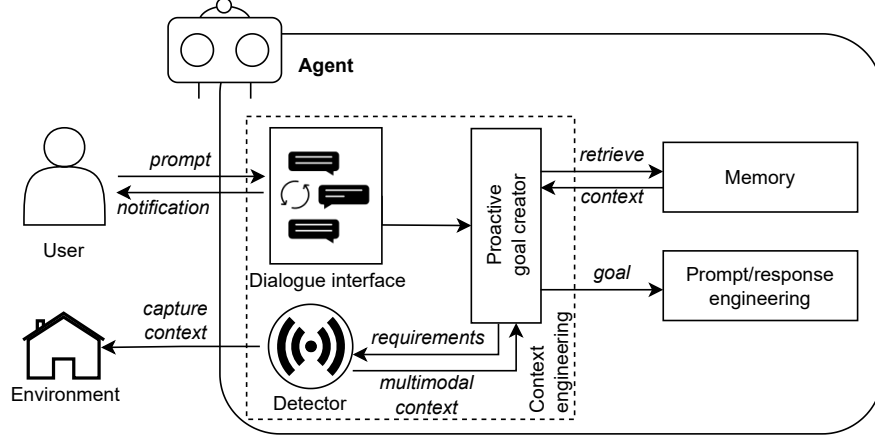 Agent
prompt
notification
User
Dialogue interface
Proactive
goal creator
retrieve
context
Memory
goal
Prompt/response
engineering
capture
context
Environment
Detector
requirements
multimodal
context
Context
engineering